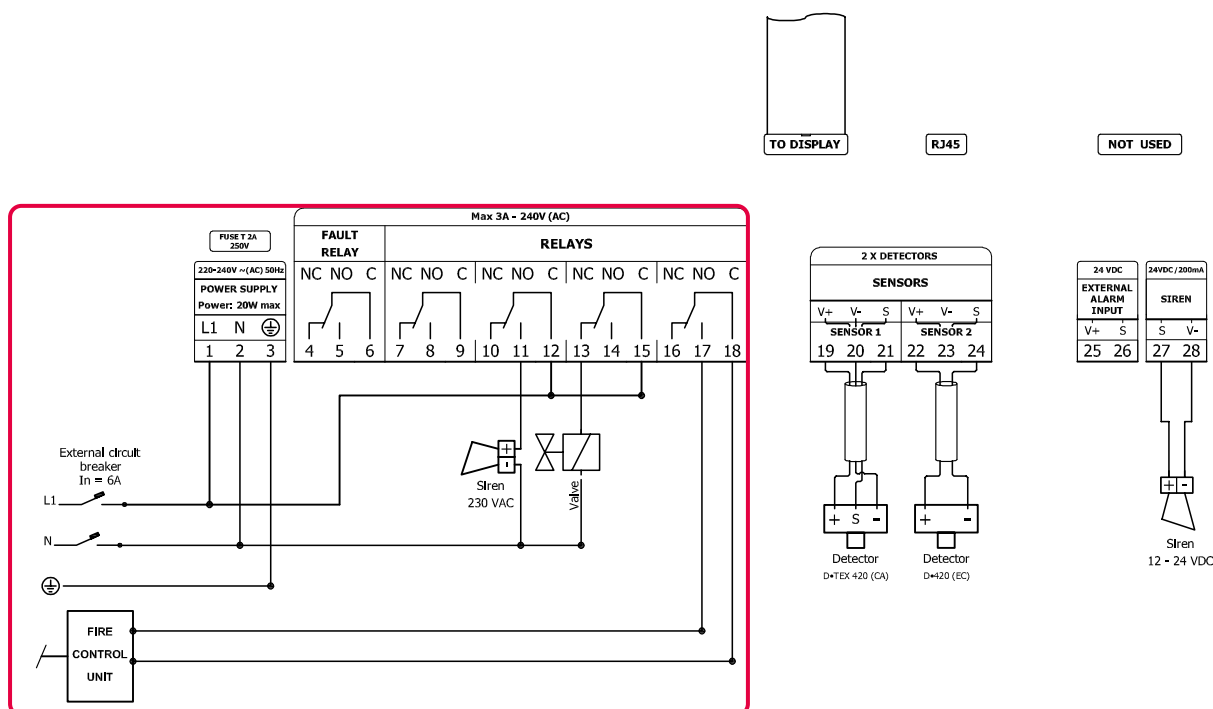 TO DISPLAY
RJ45
NOT USED
Max 3A - 240V (AC)
FUSE T 2A
250V
FAULT
RELAY
RELAYS
220-240V ~(AC) 50Hz
POWER SUPPLY
Power: 20W max
NC NO C NC NO C NC NO C NC NO C NC NO C
L1 N
1 2 3 4 5 6 7 8 9 10 11 12 13 14 15 16 17 18
2 X DETECTORS
SENSORS
V+ V- S V+ V- S
SENSOR 1 SENSOR 2
19 20 21 22 23 24
24 VDC
EXTERNAL
ALARM
INPUT
V+ S
25 26
24VDC/200mA
SIREN
S V-
27 28
External circuit
breaker
In = 6A
L1
N
+
-
Siren
230 VAC
Valve
+ S -
Detector
D•TEX 420 (CA)
+ -
Detector
D•420 (EC)
+ -
Siren
12 - 24 VDC
FIRE
CONTROL
UNIT